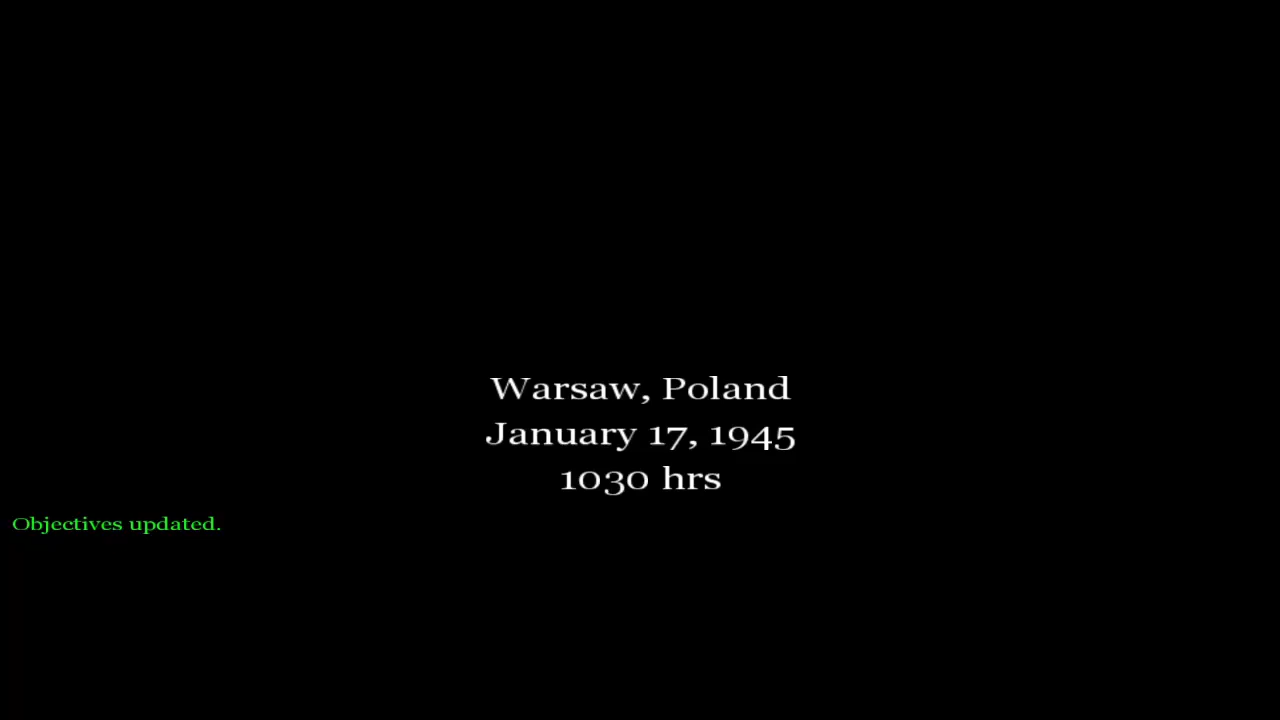 Warsaw, Poland
January 17, 1945
1030 hrs
Objectives updated.